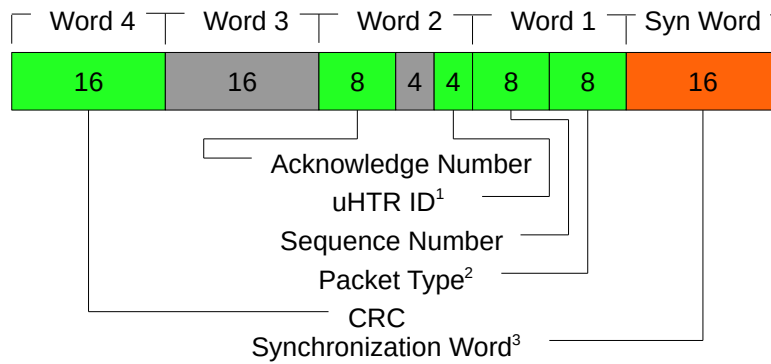 Word 4 Word 3 Word 2 Word 1 Syn Word
16 16 8 4 4 8 8 16
Acknowledge Number
uHTR ID¹
Sequence Number
Packet Type²
CRC
Synchronization Word³